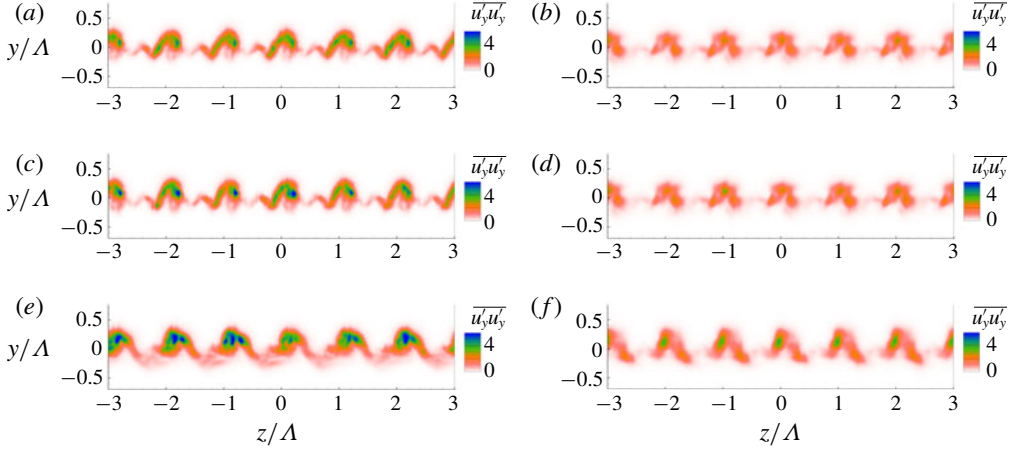 (a) 0.5 0 −0.5 y/Λ −3 −2 −1 0 1 2 3 u′yu′y 4 0
(b) 0.5 0 −0.5 −3 −2 −1 0 1 2 3 u′yu′y 4 0
(c) 0.5 0 −0.5 y/Λ −3 −2 −1 0 1 2 3 u′yu′y 4 0
(d) 0.5 0 −0.5 −3 −2 −1 0 1 2 3 u′yu′y 4 0
(e) 0.5 0 −0.5 y/Λ −3 −2 −1 0 1 2 3 u′yu′y 4 0
z/Λ
(f) 0.5 0 −0.5 −3 −2 −1 0 1 2 3 u′yu′y 4 0
z/Λ